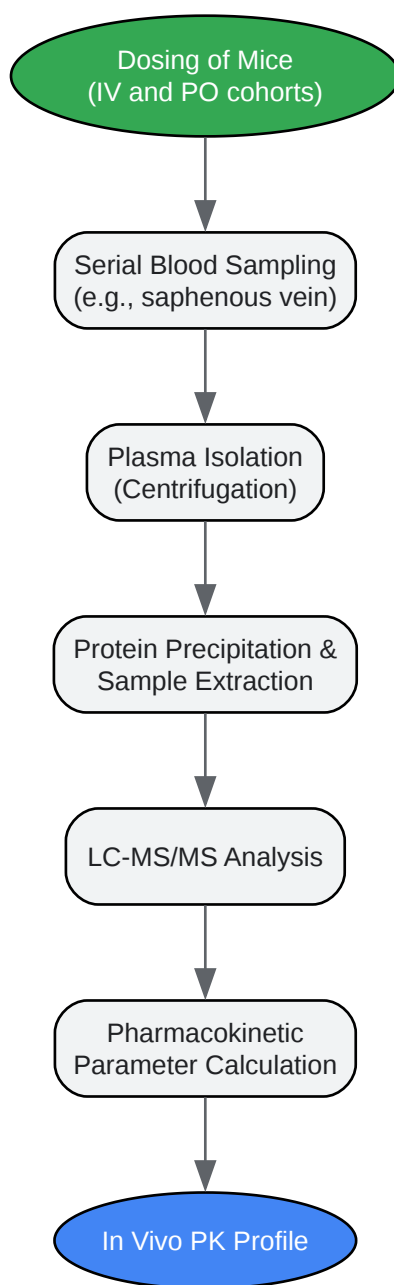 Dosing of Mice
(IV and PO cohorts)
Serial Blood Sampling
(e.g., saphenous vein)
Plasma Isolation
(Centrifugation)
Protein Precipitation &
Sample Extraction
LC-MS/MS Analysis
Pharmacokinetic
Parameter Calculation
In Vivo PK Profile